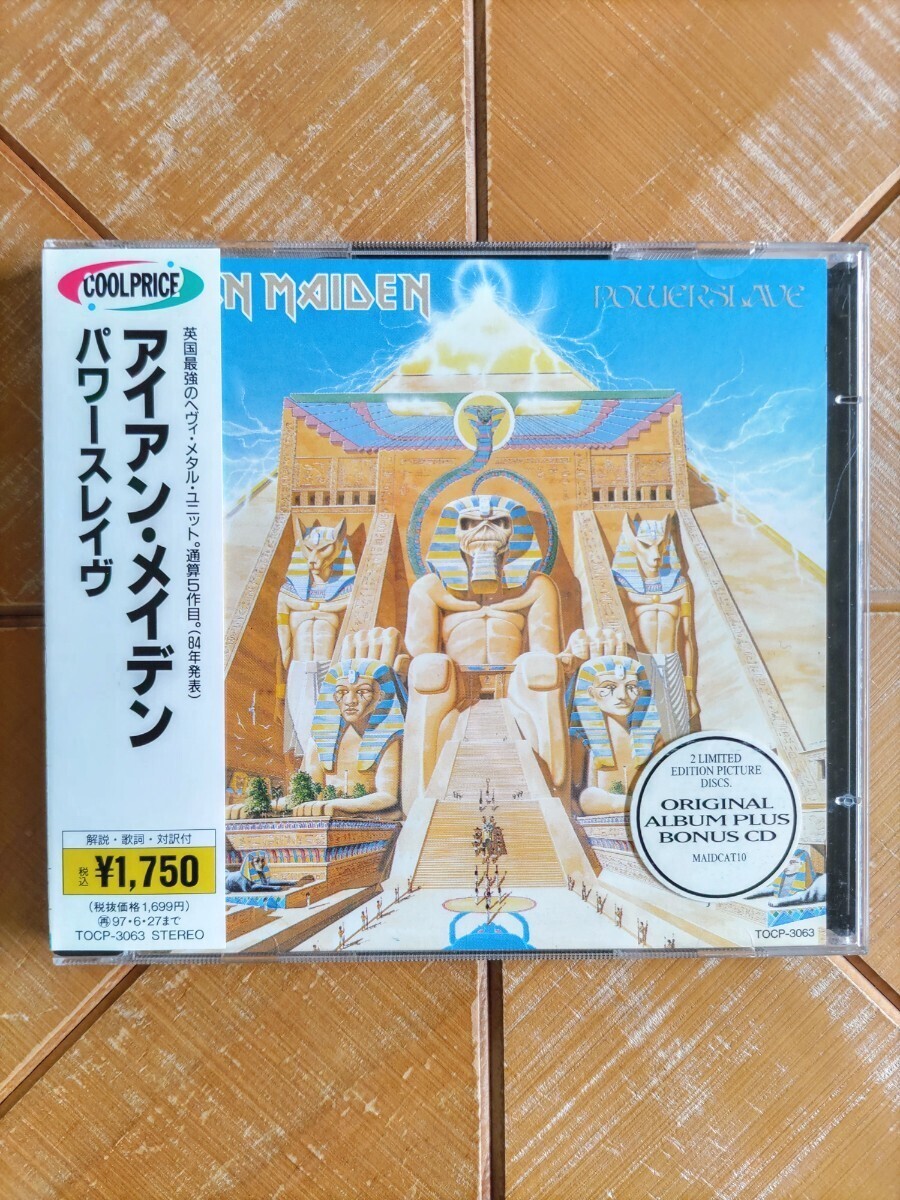 COOLPRICE
英国最強のヘヴィ・メタル・ユニット。通算5作目。(84年発表)
アイアン・メイデン
パワースレイヴ
解説・歌詞・対訳付
税込 ¥1,750
(税抜価格1,699円)
再97・6・27まで
TOCP-3063 STEREO
N MAIDEN
POWERSLAVE
2 LIMITED
EDITION PICTURE
DISCS.
ORIGINAL
ALBUM PLUS
BONUS CD
MAIDCAT10
TOCP-3063